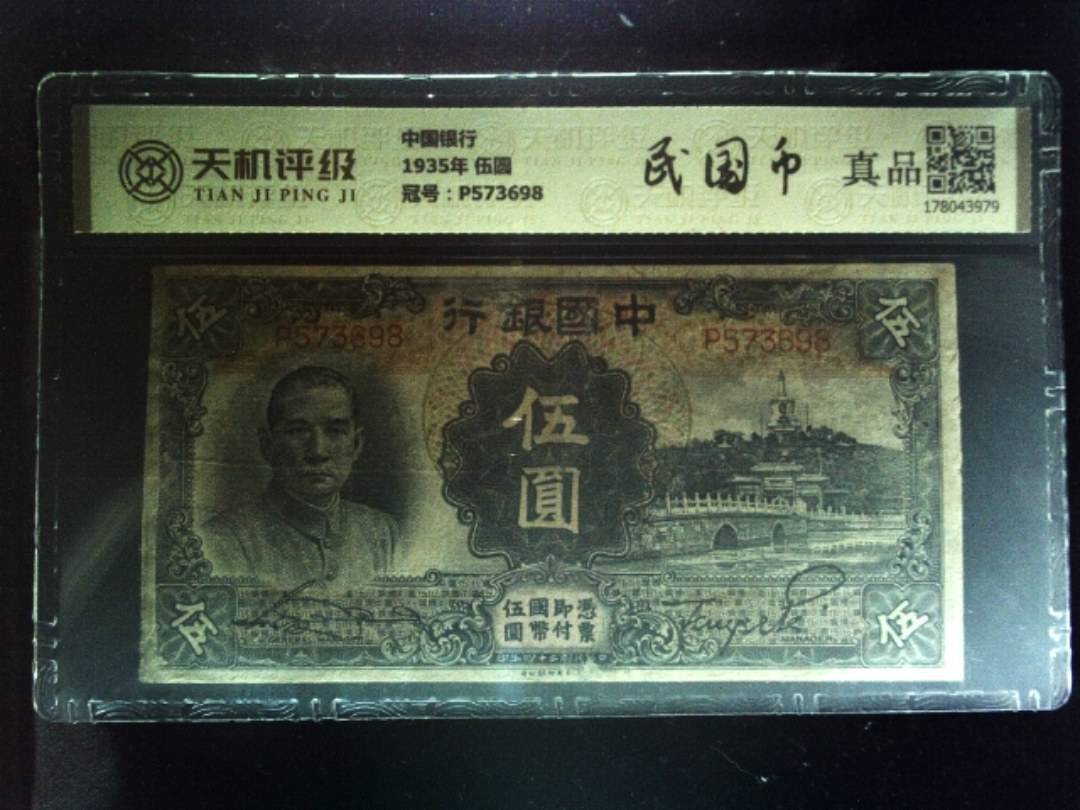 天机评级
TIAN JI PING JI
中国银行
1935年 伍圆
冠号：P573698
民国币
真品
178043979
伍
行銀國中
伍
P573698
P573698
伍
圓
憑票
即付
國幣
伍圓
MANAGER
伍
伍